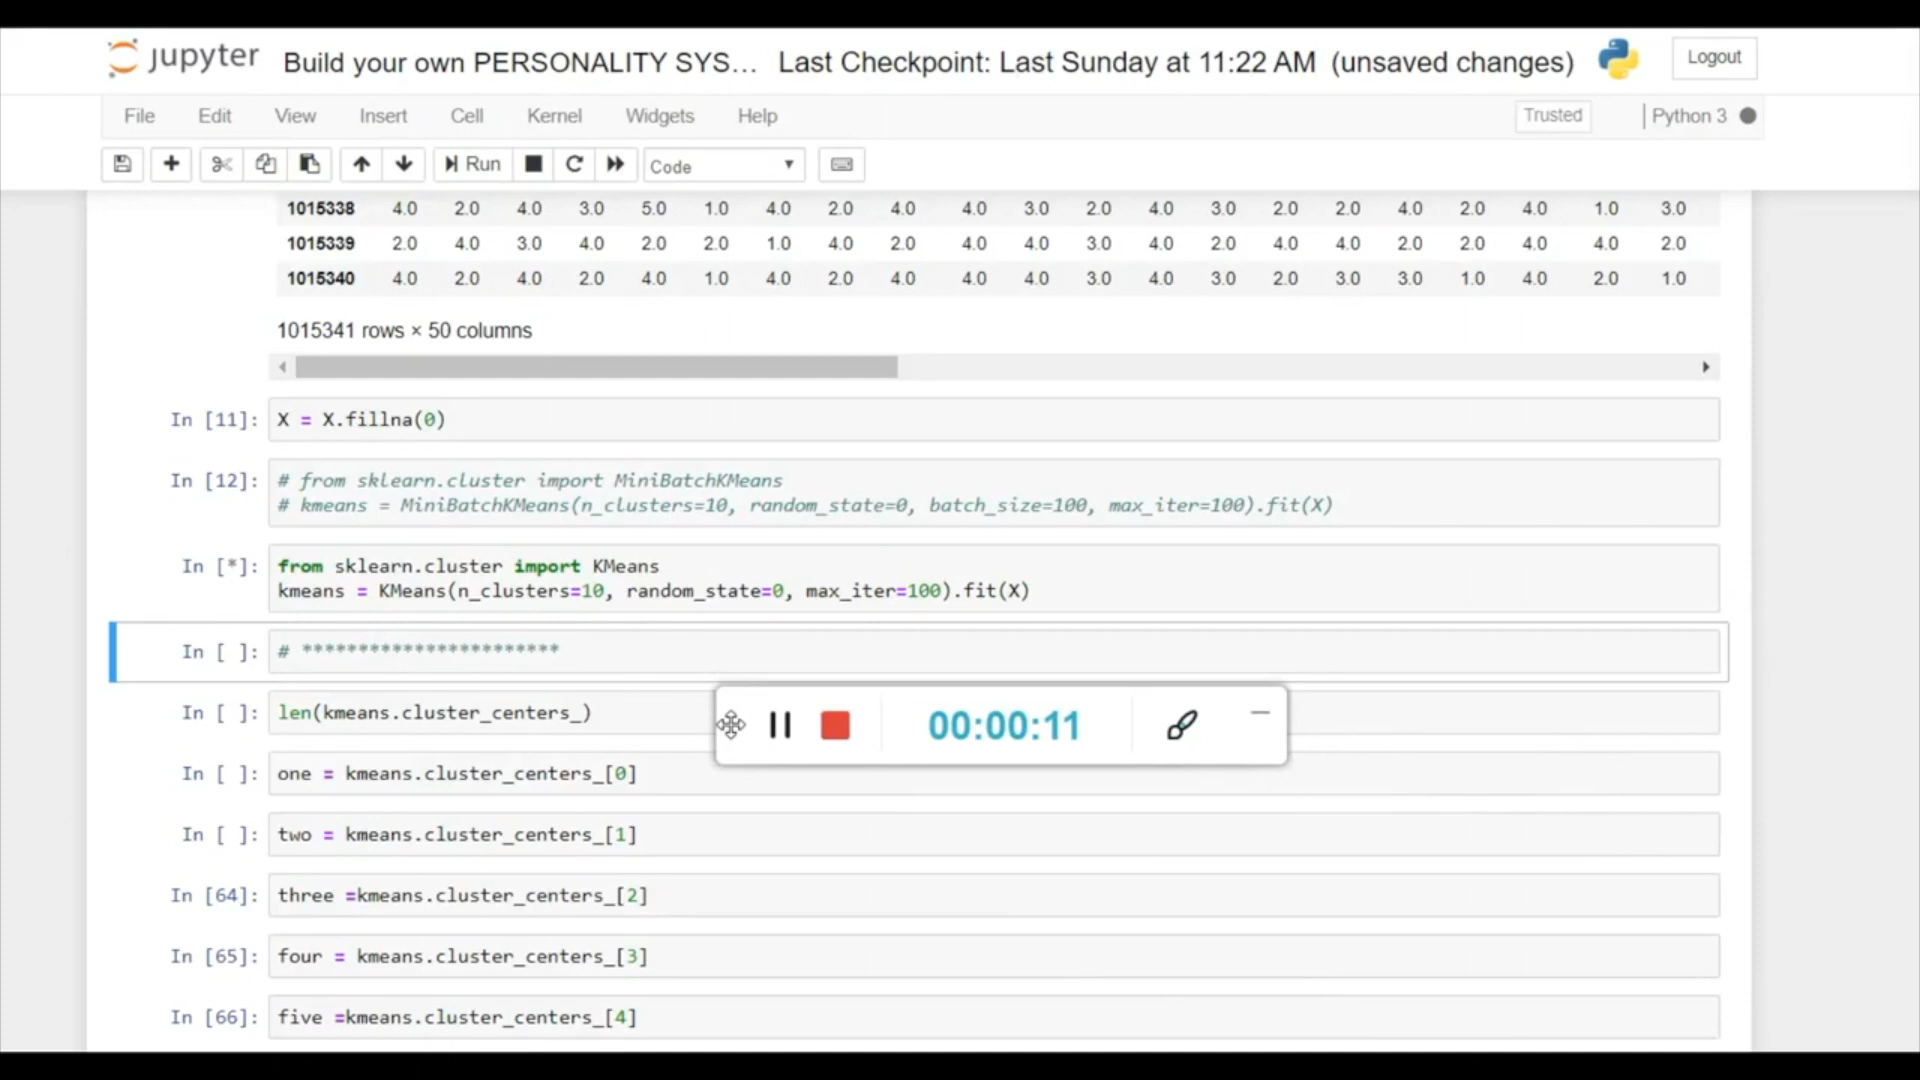 jupyter Build your own PERSONALITY SYS... Last Checkpoint: Last Sunday at 11:22 AM (unsaved changes) Logout
File Edit View Insert Cell Kernel Widgets Help Trusted Python 3
Run Code
1015338 4.0 2.0 4.0 3.0 5.0 1.0 4.0 2.0 4.0 4.0 3.0 2.0 4.0 3.0 2.0 2.0 4.0 2.0 4.0 1.0 3.0
1015339 2.0 4.0 3.0 4.0 2.0 2.0 1.0 4.0 2.0 4.0 4.0 3.0 4.0 2.0 4.0 4.0 2.0 2.0 4.0 4.0 2.0
1015340 4.0 2.0 4.0 2.0 4.0 1.0 4.0 2.0 4.0 4.0 4.0 3.0 4.0 3.0 2.0 3.0 3.0 1.0 4.0 2.0 1.0
1015341 rows × 50 columns
In [11]: X = X.fillna(0)
In [12]: # from sklearn.cluster import MiniBatchKMeans
# kmeans = MiniBatchKMeans(n_clusters=10, random_state=0, batch_size=100, max_iter=100).fit(X)
In [*]: from sklearn.cluster import KMeans
kmeans = KMeans(n_clusters=10, random_state=0, max_iter=100).fit(X)
In [ ]: # ***********************
In [ ]: len(kmeans.cluster_centers_)
00:00:11
In [ ]: one = kmeans.cluster_centers_[0]
In [ ]: two = kmeans.cluster_centers_[1]
In [64]: three =kmeans.cluster_centers_[2]
In [65]: four = kmeans.cluster_centers_[3]
In [66]: five =kmeans.cluster_centers_[4]